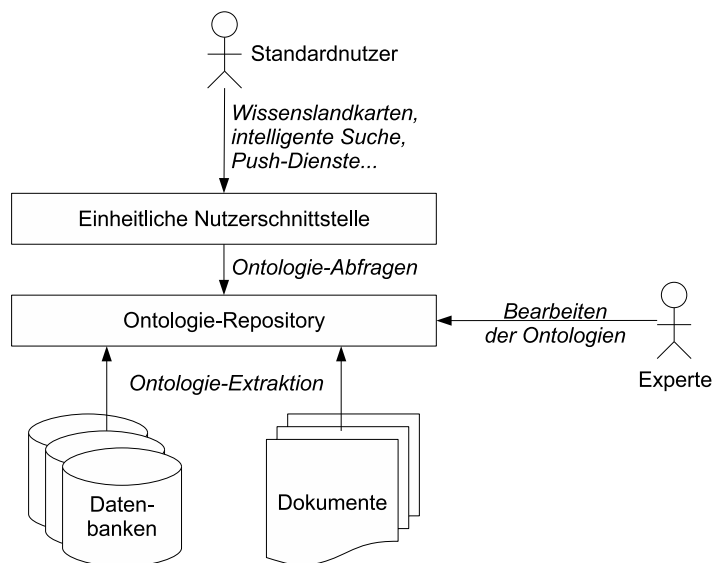 Standardnutzer
Wissenslandkarten,
intelligente Suche,
Push-Dienste...
Einheitliche Nutzerschnittstelle
Ontologie-Abfragen
Ontologie-Repository
Bearbeiten
der Ontologien
Experte
Ontologie-Extraktion
Daten-
banken
Dokumente